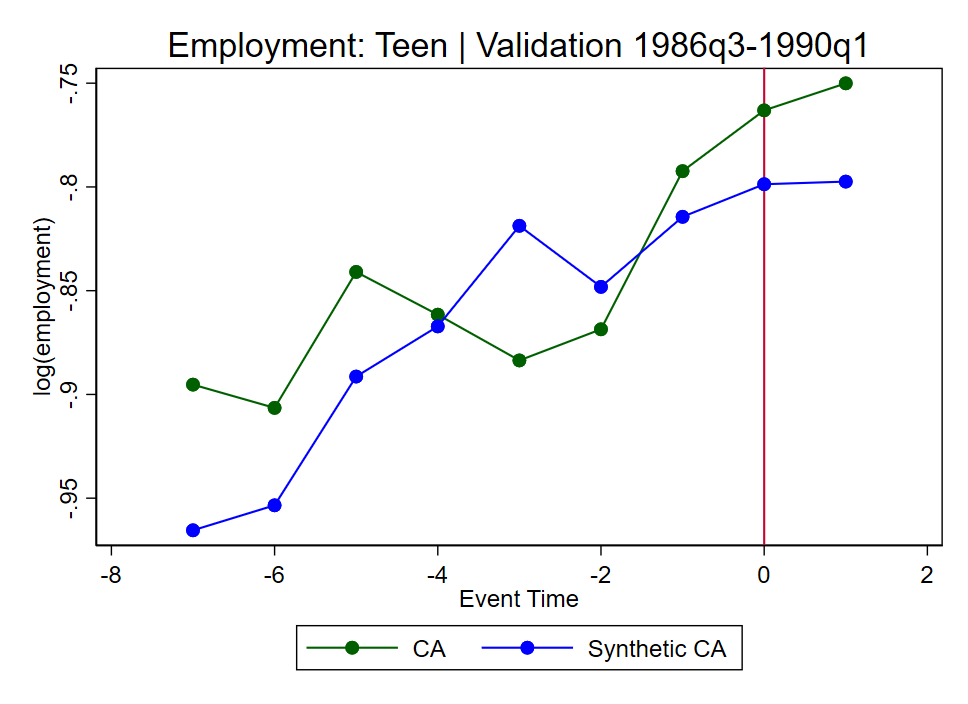 Employment: Teen | Validation 1986q3-1990q1
log(employment)
-.75
-.8
-.85
-.9
-.95
-8 -6 -4 -2 0 2
Event Time
CA Synthetic CA